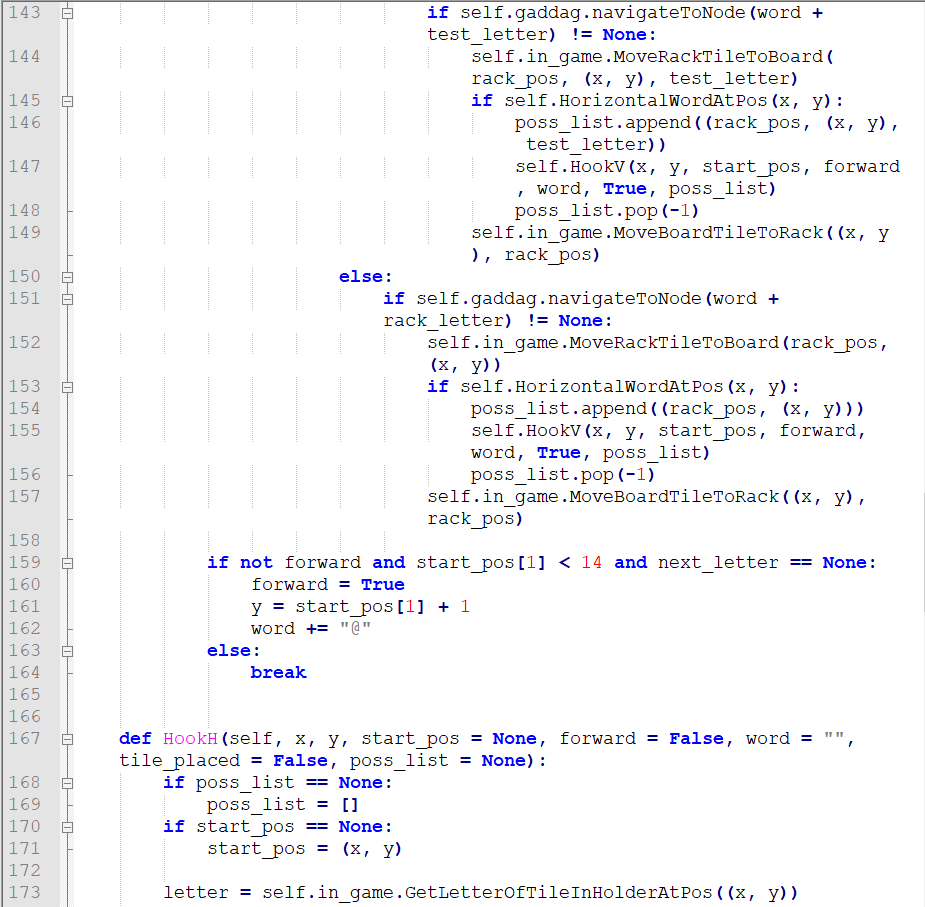 143 if self.gaddag.navigateToNode(word +
test_letter) != None:
144 self.in_game.MoveRackTileToBoard(
rack_pos, (x, y), test_letter)
145 if self.HorizontalWordAtPos(x, y):
146 poss_list.append((rack_pos, (x, y),
test_letter))
147 self.HookV(x, y, start_pos, forward
, word, True, poss_list)
148 poss_list.pop(-1)
149 self.in_game.MoveBoardTileToRack((x, y
), rack_pos)
150 else:
151 if self.gaddag.navigateToNode(word +
rack_letter) != None:
152 self.in_game.MoveRackTileToBoard(rack_pos,
(x, y))
153 if self.HorizontalWordAtPos(x, y):
154 poss_list.append((rack_pos, (x, y)))
155 self.HookV(x, y, start_pos, forward,
word, True, poss_list)
156 poss_list.pop(-1)
157 self.in_game.MoveBoardTileToRack((x, y),
rack_pos)
158
159 if not forward and start_pos[1] < 14 and next_letter == None:
160 forward = True
161 y = start_pos[1] + 1
162 word += "@"
163 else:
164 break
165
166
167 def HookH(self, x, y, start_pos = None, forward = False, word = "",
tile_placed = False, poss_list = None):
168 if poss_list == None:
169 poss_list = []
170 if start_pos == None:
171 start_pos = (x, y)
172
173 letter = self.in_game.GetLetterOfTileInHolderAtPos((x, y))